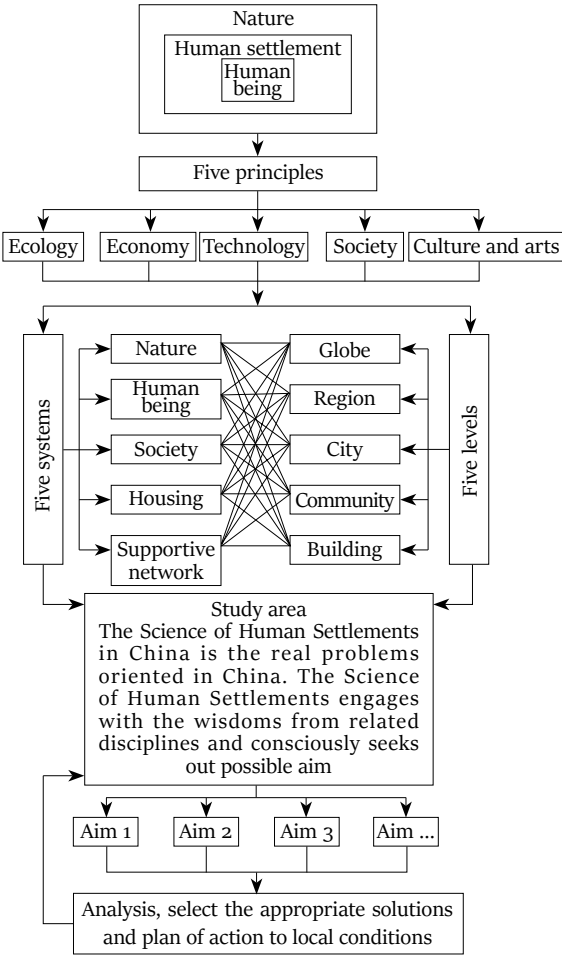 Nature
Human settlement
Human
being
Five principles
Ecology
Economy
Technology
Society
Culture and arts
Five systems
Nature
Human
being
Society
Housing
Supportive
network
Globe
Region
City
Community
Building
Five levels
Study area
The Science of Human Settlements
in China is the real problems
oriented in China. The Science
of Human Settlements engages
with the wisdoms from related
disciplines and consciously seeks
out possible aim
Aim 1
Aim 2
Aim 3
Aim ...
Analysis, select the appropriate solutions
and plan of action to local conditions